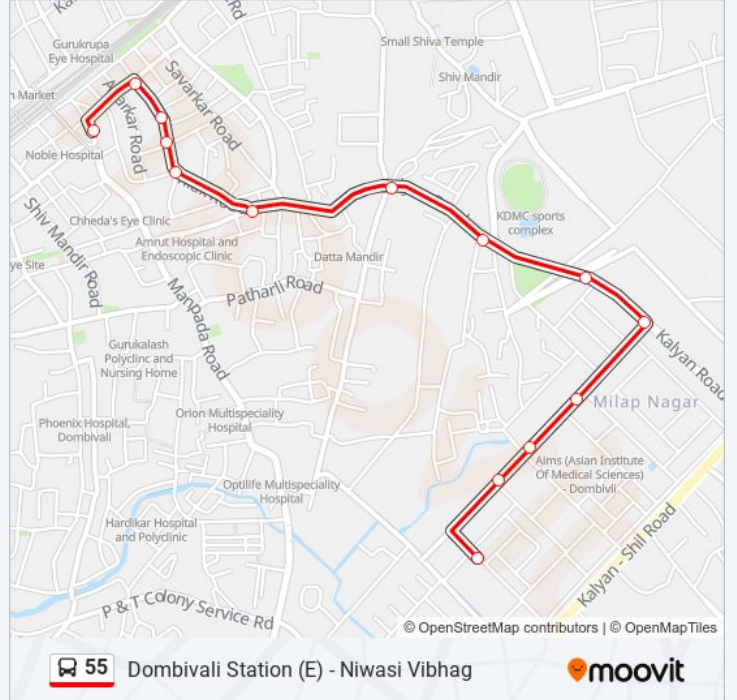 Small Shiva Temple
Gurukrupa
Eye Hospital
Savarkar Road
Shiv Mandir
n Market
Agarkar Road
Noble Hospital
Shiv Mandir Road
Chheda's Eye Clinic
KDMC sports
complex
Amrut Hospital and
Endoscopic Clinic
Datta Mandir
ye Site
Manpada Road
Patharli Road
Kalyan Road
Gurukalash
Polyclinc and
Nursing Home
Milap Nagar
Orion Multispeciality
Hospital
Phoenix Hospital,
Dombivali
Aims (Asian Institute
Of Medical Sciences)
- Dombivli
Optilife Multispeciality
Hospital
Hardikar Hospital
and Polyclinic
Kalyan - Shil Road
P & T Colony Service Rd
© OpenStreetMap contributors | © OpenMapTiles
55 Dombivali Station (E) - Niwasi Vibhag
moovit